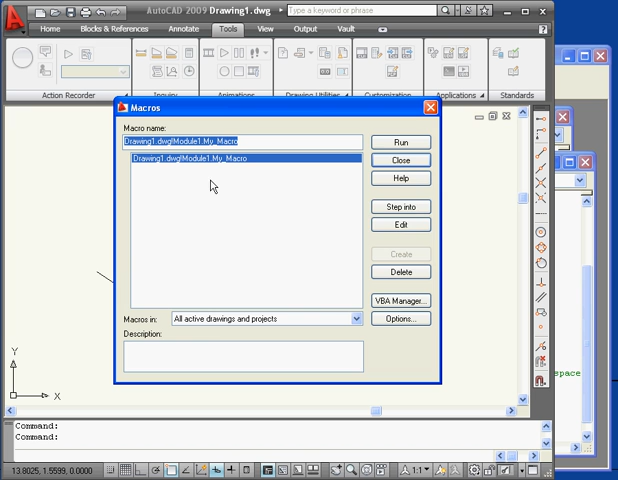 AutoCAD 2009 Drawing1.dwg
Type a keyword or phrase
Home Blocks & References Annotate Tools View Output Vault
Action Recorder Inquiry Animations Drawing Utilities Customization Applications Standards
Macros
Macro name:
Drawing1.dwg!Module1.My_Macro
Drawing1.dwg!Module1.My_Macro
Run
Close
Help
Step into
Edit
Create
Delete
VBA Manager...
Macros in: All active drawings and projects
Options...
Description:
space
Y
X
Command:
Command:
13.8025, 1.5599, 0.0000
1:1